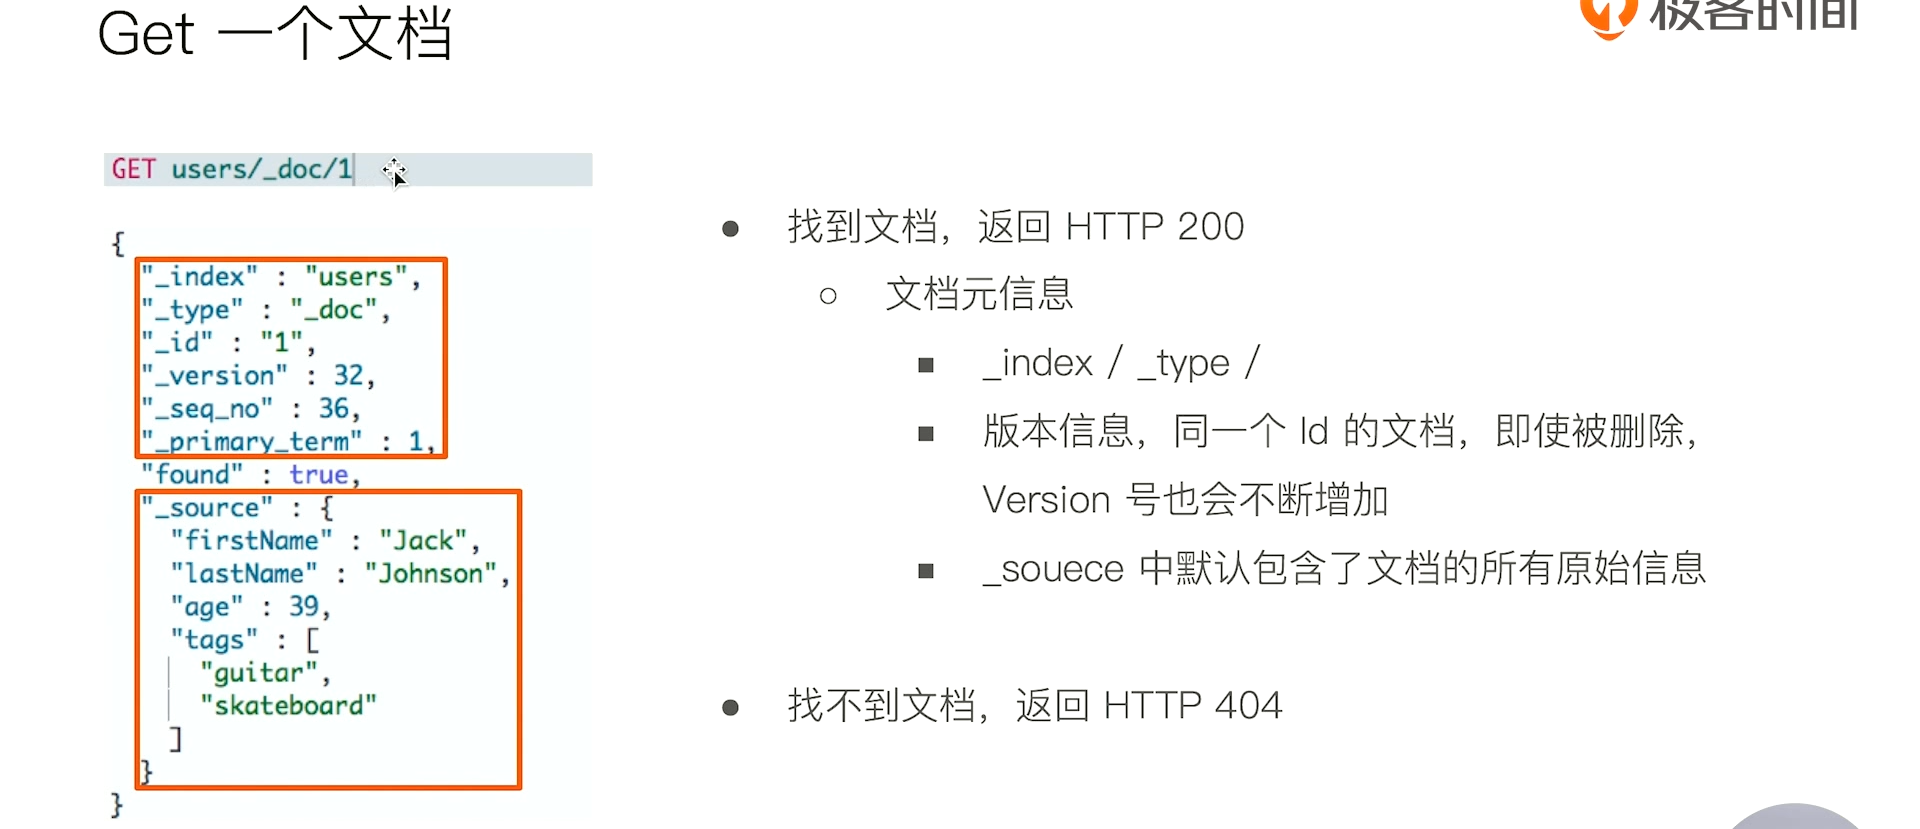 Get 一个文档
极客时间
GET users/_doc/1
{
"_index" : "users",
"_type" : "_doc",
"_id" : "1",
"_version" : 32,
"_seq_no" : 36,
"_primary_term" : 1,
"found" : true,
"_source" : {
"firstName" : "Jack",
"lastName" : "Johnson",
"age" : 39,
"tags" : [
"guitar",
"skateboard"
]
}
}
● 找到文档，返回 HTTP 200
○ 文档元信息
■ _index / _type /
■ 版本信息，同一个 Id 的文档，即使被删除，
Version 号也会不断增加
■ _souece 中默认包含了文档的所有原始信息
● 找不到文档，返回 HTTP 404